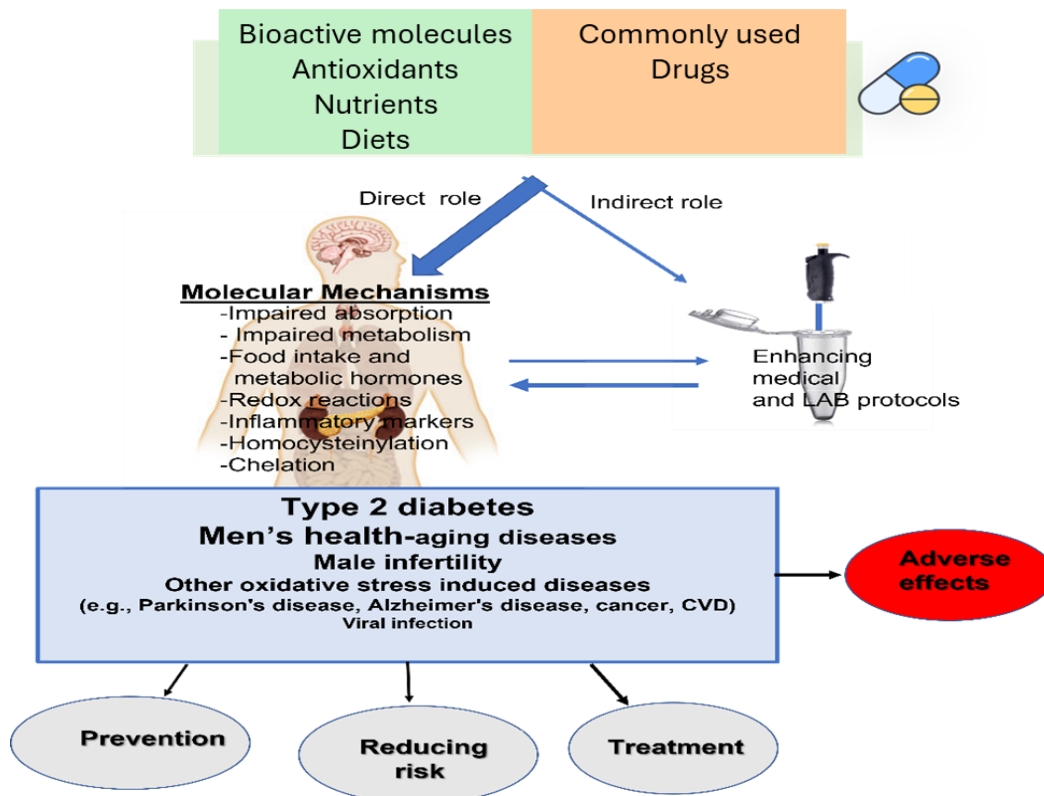 Bioactive molecules
Antioxidants
Nutrients
Diets
Commonly used
Drugs
Direct role
Indirect role
Molecular Mechanisms
-Impaired absorption
- Impaired metabolism
-Food intake and
metabolic hormones
-Redox reactions
-Inflammatory markers
-Homocysteinylation
-Chelation
Enhancing
medical
and LAB protocols
Type 2 diabetes
Men’s health-aging diseases
Male infertility
Other oxidative stress induced diseases
(e.g., Parkinson's disease, Alzheimer's disease, cancer, CVD)
Viral infection
Adverse
effects
Prevention
Reducing
risk
Treatment